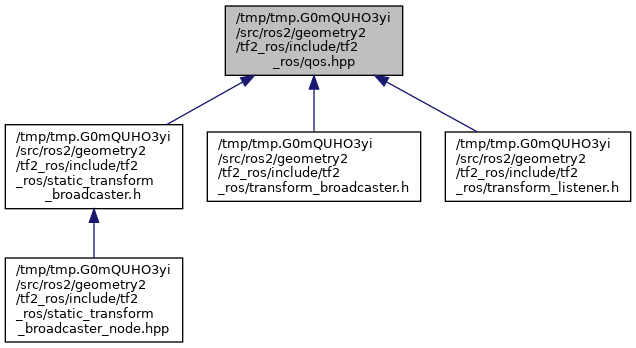 /tmp/tmp.G0mQUHO3yi
/src/ros2/geometry2
/tf2_ros/include/tf2
_ros/qos.hpp
/tmp/tmp.G0mQUHO3yi
/src/ros2/geometry2
/tf2_ros/include/tf2
_ros/static_transform
_broadcaster.h
/tmp/tmp.G0mQUHO3yi
/src/ros2/geometry2
/tf2_ros/include/tf2
_ros/transform_broadcaster.h
/tmp/tmp.G0mQUHO3yi
/src/ros2/geometry2
/tf2_ros/include/tf2
_ros/transform_listener.h
/tmp/tmp.G0mQUHO3yi
/src/ros2/geometry2
/tf2_ros/include/tf2
_ros/static_transform
_broadcaster_node.hpp